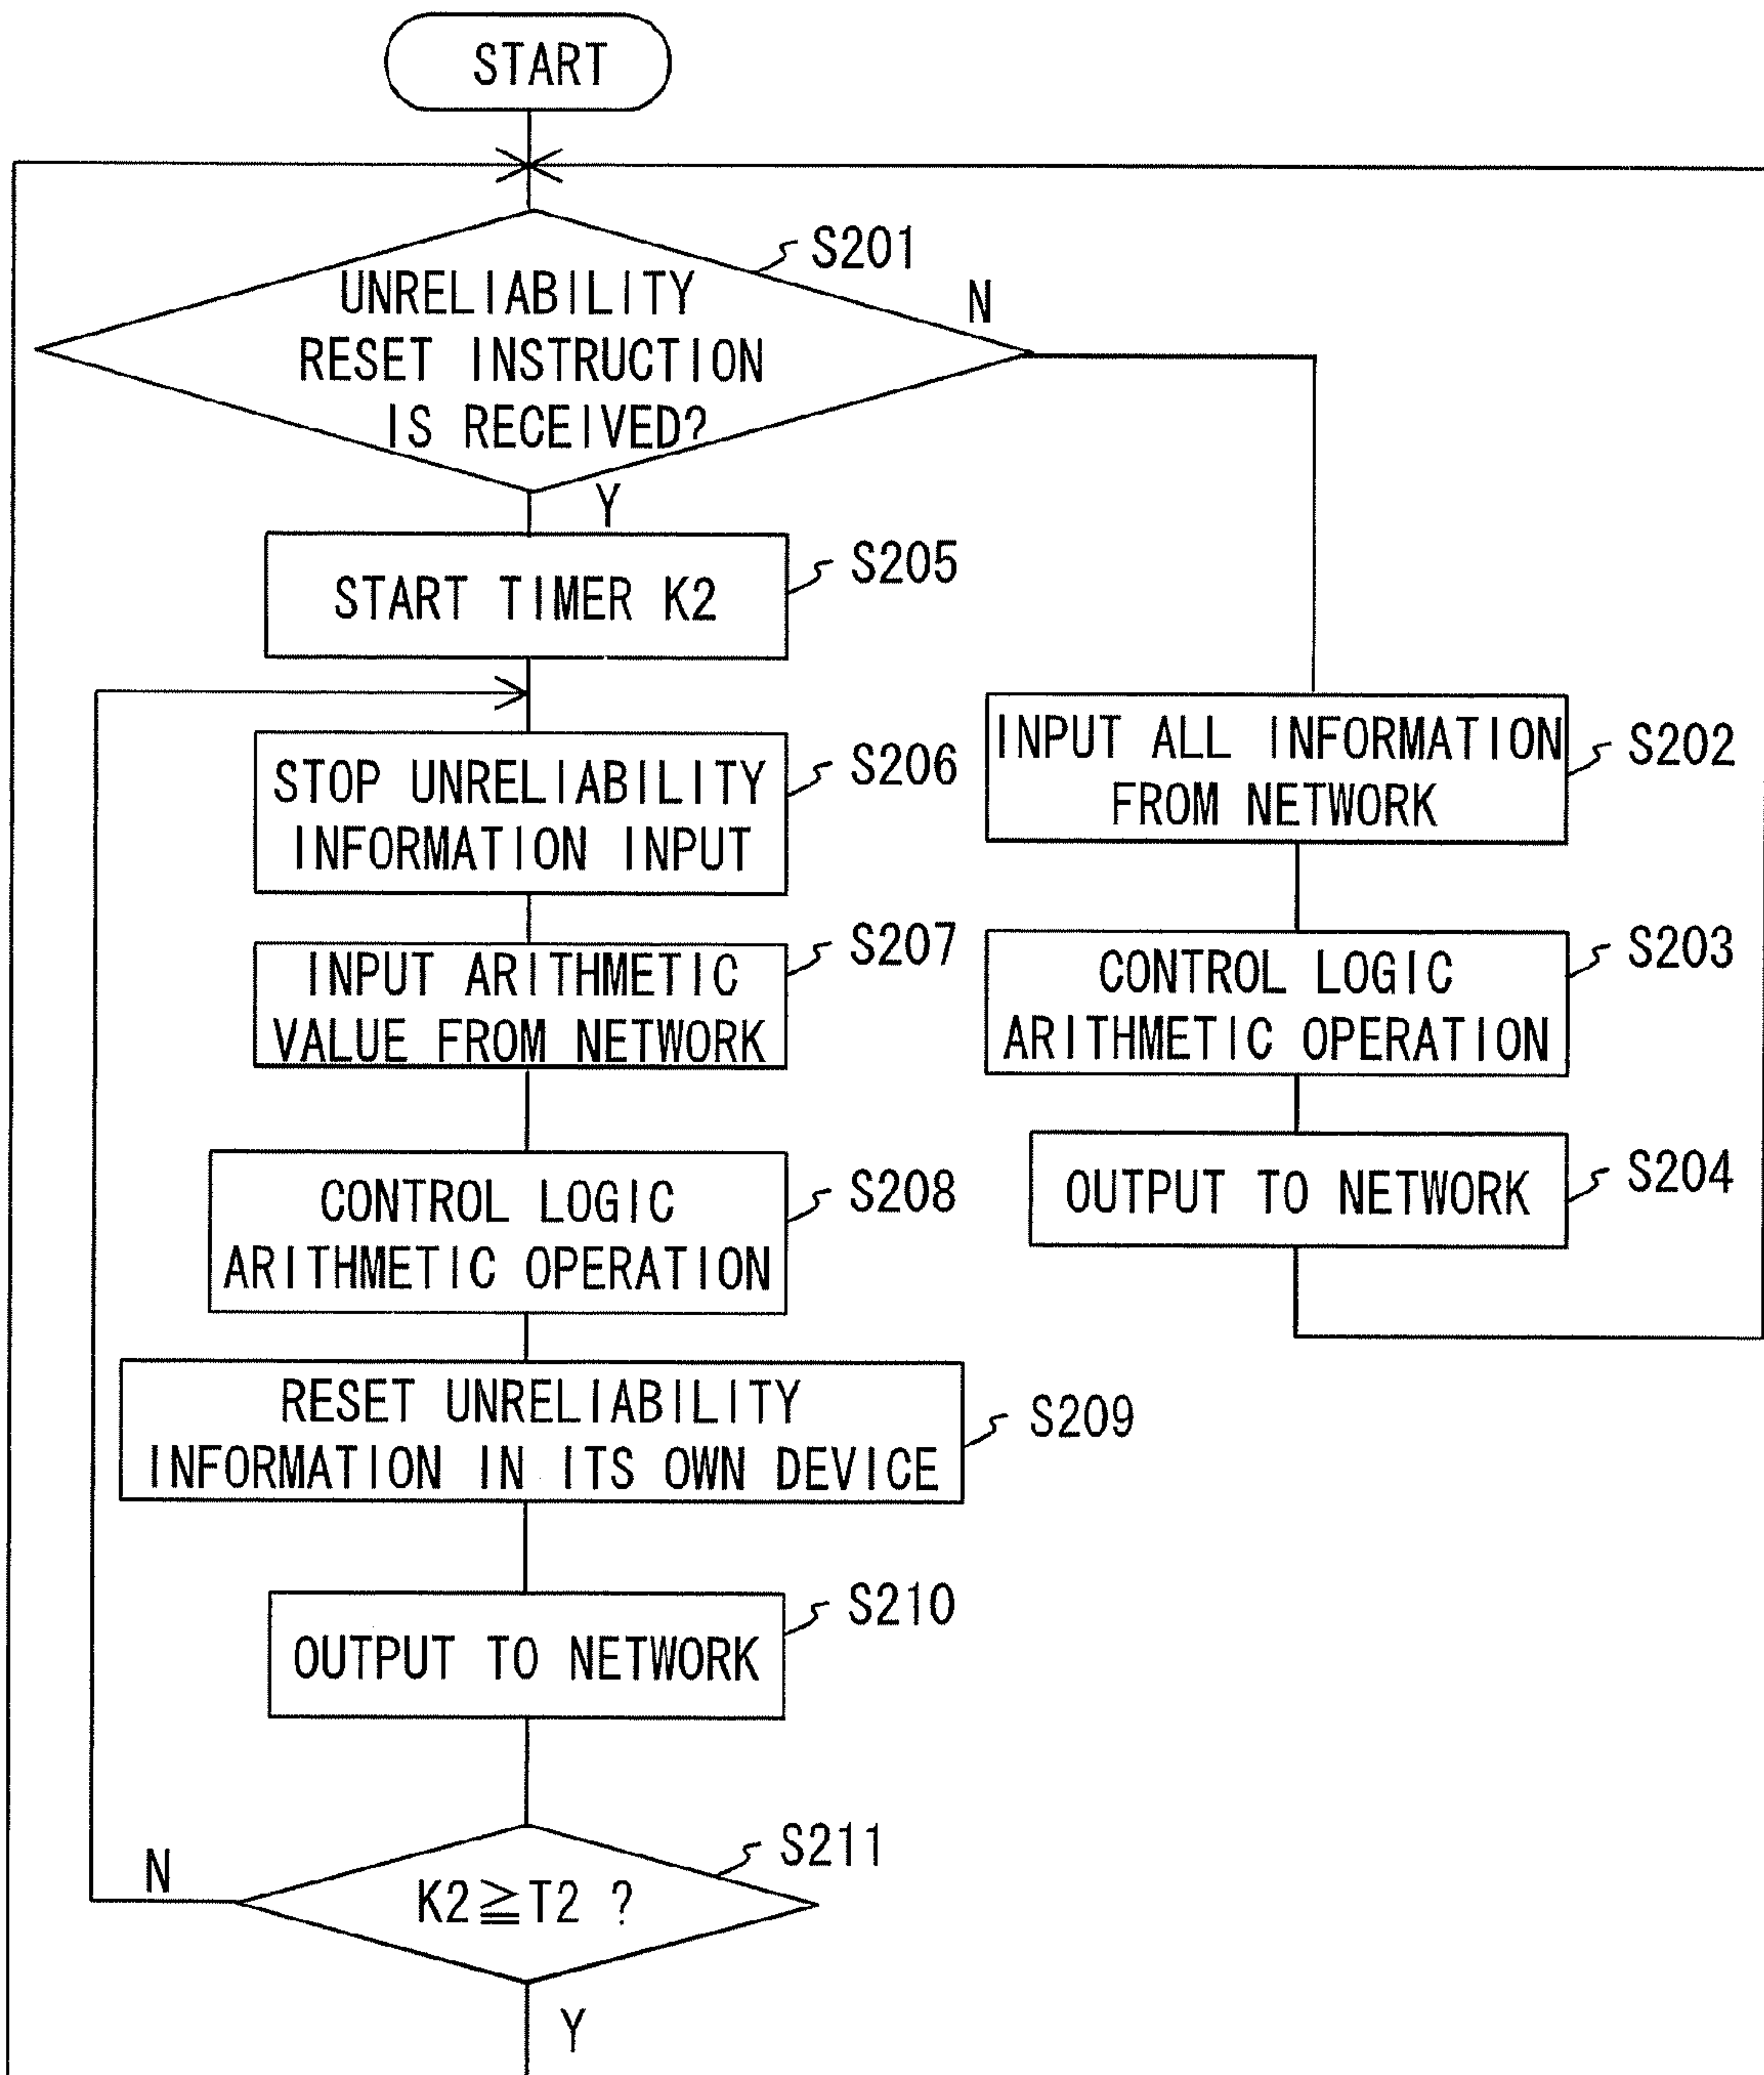 START
S201
UNRELIABILITY
RESET INSTRUCTION
IS RECEIVED?
N
Y
START TIMER K2
S205
STOP UNRELIABILITY
INFORMATION INPUT
S206
INPUT ARITHMETIC
VALUE FROM NETWORK
S207
CONTROL LOGIC
ARITHMETIC OPERATION
S208
RESET UNRELIABILITY
INFORMATION IN ITS OWN DEVICE
S209
OUTPUT TO NETWORK
S210
K2≧T2 ?
S211
N
Y
INPUT ALL INFORMATION
FROM NETWORK
S202
CONTROL LOGIC
ARITHMETIC OPERATION
S203
OUTPUT TO NETWORK
S204